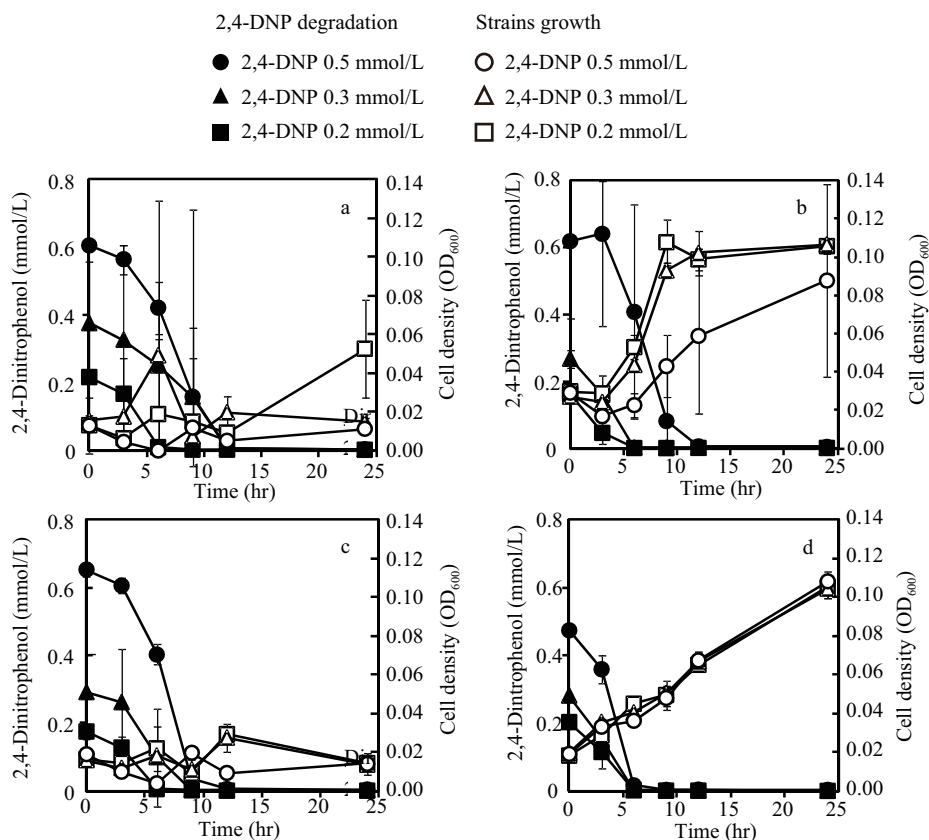 2,4-DNP degradation Strains growth
2,4-DNP 0.5 mmol/L 2,4-DNP 0.5 mmol/L
2,4-DNP 0.3 mmol/L 2,4-DNP 0.3 mmol/L
2,4-DNP 0.2 mmol/L 2,4-DNP 0.2 mmol/L
2,4-Dinitrophenol (mmol/L)
0.8
0.6
0.4
0.2
0
a
0.14
0.12
0.10
0.08
0.06
0.04
0.02
0.00
Cell density (OD600)
0 5 10 15 20 25
Time (hr)
2,4-Dintrophenol (mmol/L)
0.8
0.6
0.4
0.2
0
b
0.14
0.12
0.10
0.08
0.06
0.04
0.02
0.00
Cell density (OD600)
0 5 10 15 20 25
Time (hr)
2,4-Dinitrophenol (mmol/L)
0.8
0.6
0.4
0.2
0
c
0.14
0.12
0.10
0.08
0.06
0.04
0.02
0.00
Cell density (OD600)
0 5 10 15 20 25
Time (hr)
2,4-Dintrophenol (mmol/L)
0.8
0.6
0.4
0.2
0
d
0.14
0.12
0.10
0.08
0.06
0.04
0.02
0.00
Cell density (OD600)
0 5 10 15 20 25
Time (hr)